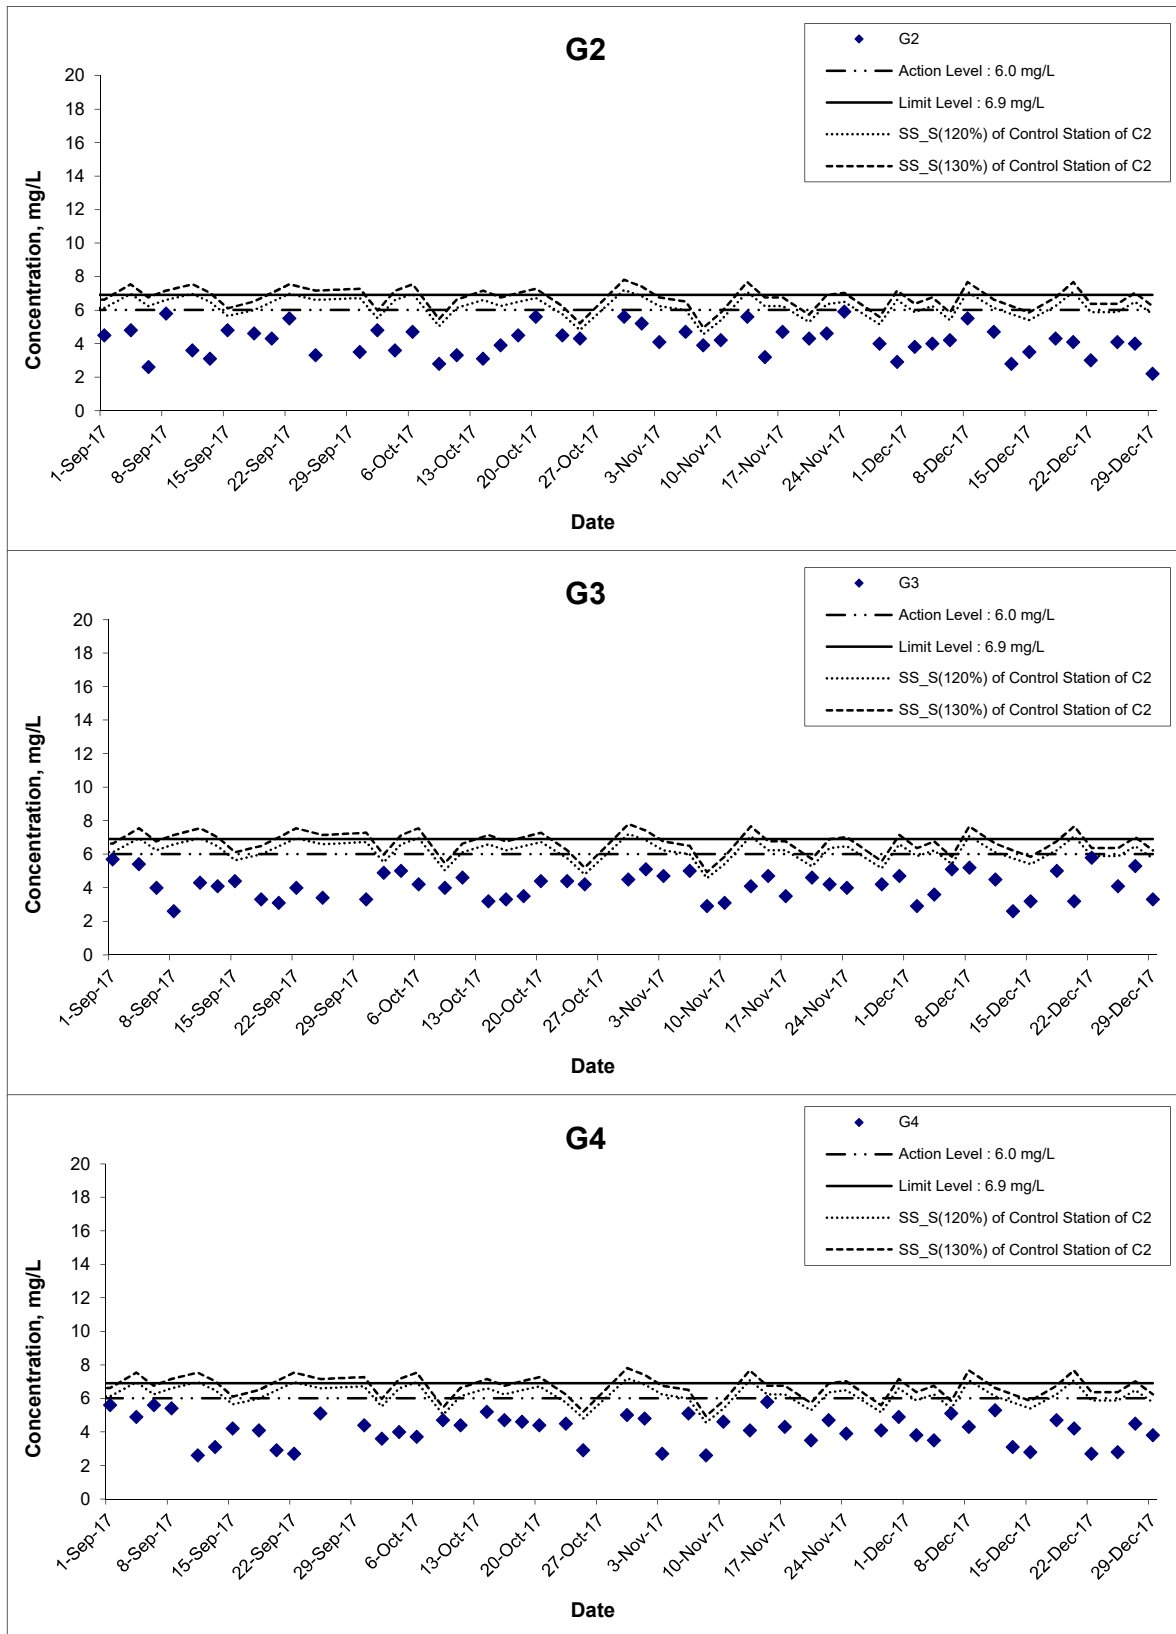 G2
G2
Action Level : 6.0 mg/L
Limit Level : 6.9 mg/L
SS_S(120%) of Control Station of C2
SS_S(130%) of Control Station of C2
Concentration, mg/L
20
18
16
14
12
10
8
6
4
2
0
1-Sep-17
8-Sep-17
15-Sep-17
22-Sep-17
29-Sep-17
6-Oct-17
13-Oct-17
20-Oct-17
27-Oct-17
3-Nov-17
10-Nov-17
17-Nov-17
24-Nov-17
1-Dec-17
8-Dec-17
15-Dec-17
22-Dec-17
29-Dec-17
Date
G3
G3
Action Level : 6.0 mg/L
Limit Level : 6.9 mg/L
SS_S(120%) of Control Station of C2
SS_S(130%) of Control Station of C2
Concentration, mg/L
20
18
16
14
12
10
8
6
4
2
0
1-Sep-17
8-Sep-17
15-Sep-17
22-Sep-17
29-Sep-17
6-Oct-17
13-Oct-17
20-Oct-17
27-Oct-17
3-Nov-17
10-Nov-17
17-Nov-17
24-Nov-17
1-Dec-17
8-Dec-17
15-Dec-17
22-Dec-17
29-Dec-17
Date
G4
G4
Action Level : 6.0 mg/L
Limit Level : 6.9 mg/L
SS_S(120%) of Control Station of C2
SS_S(130%) of Control Station of C2
Concentration, mg/L
20
18
16
14
12
10
8
6
4
2
0
1-Sep-17
8-Sep-17
15-Sep-17
22-Sep-17
29-Sep-17
6-Oct-17
13-Oct-17
20-Oct-17
27-Oct-17
3-Nov-17
10-Nov-17
17-Nov-17
24-Nov-17
1-Dec-17
8-Dec-17
15-Dec-17
22-Dec-17
29-Dec-17
Date